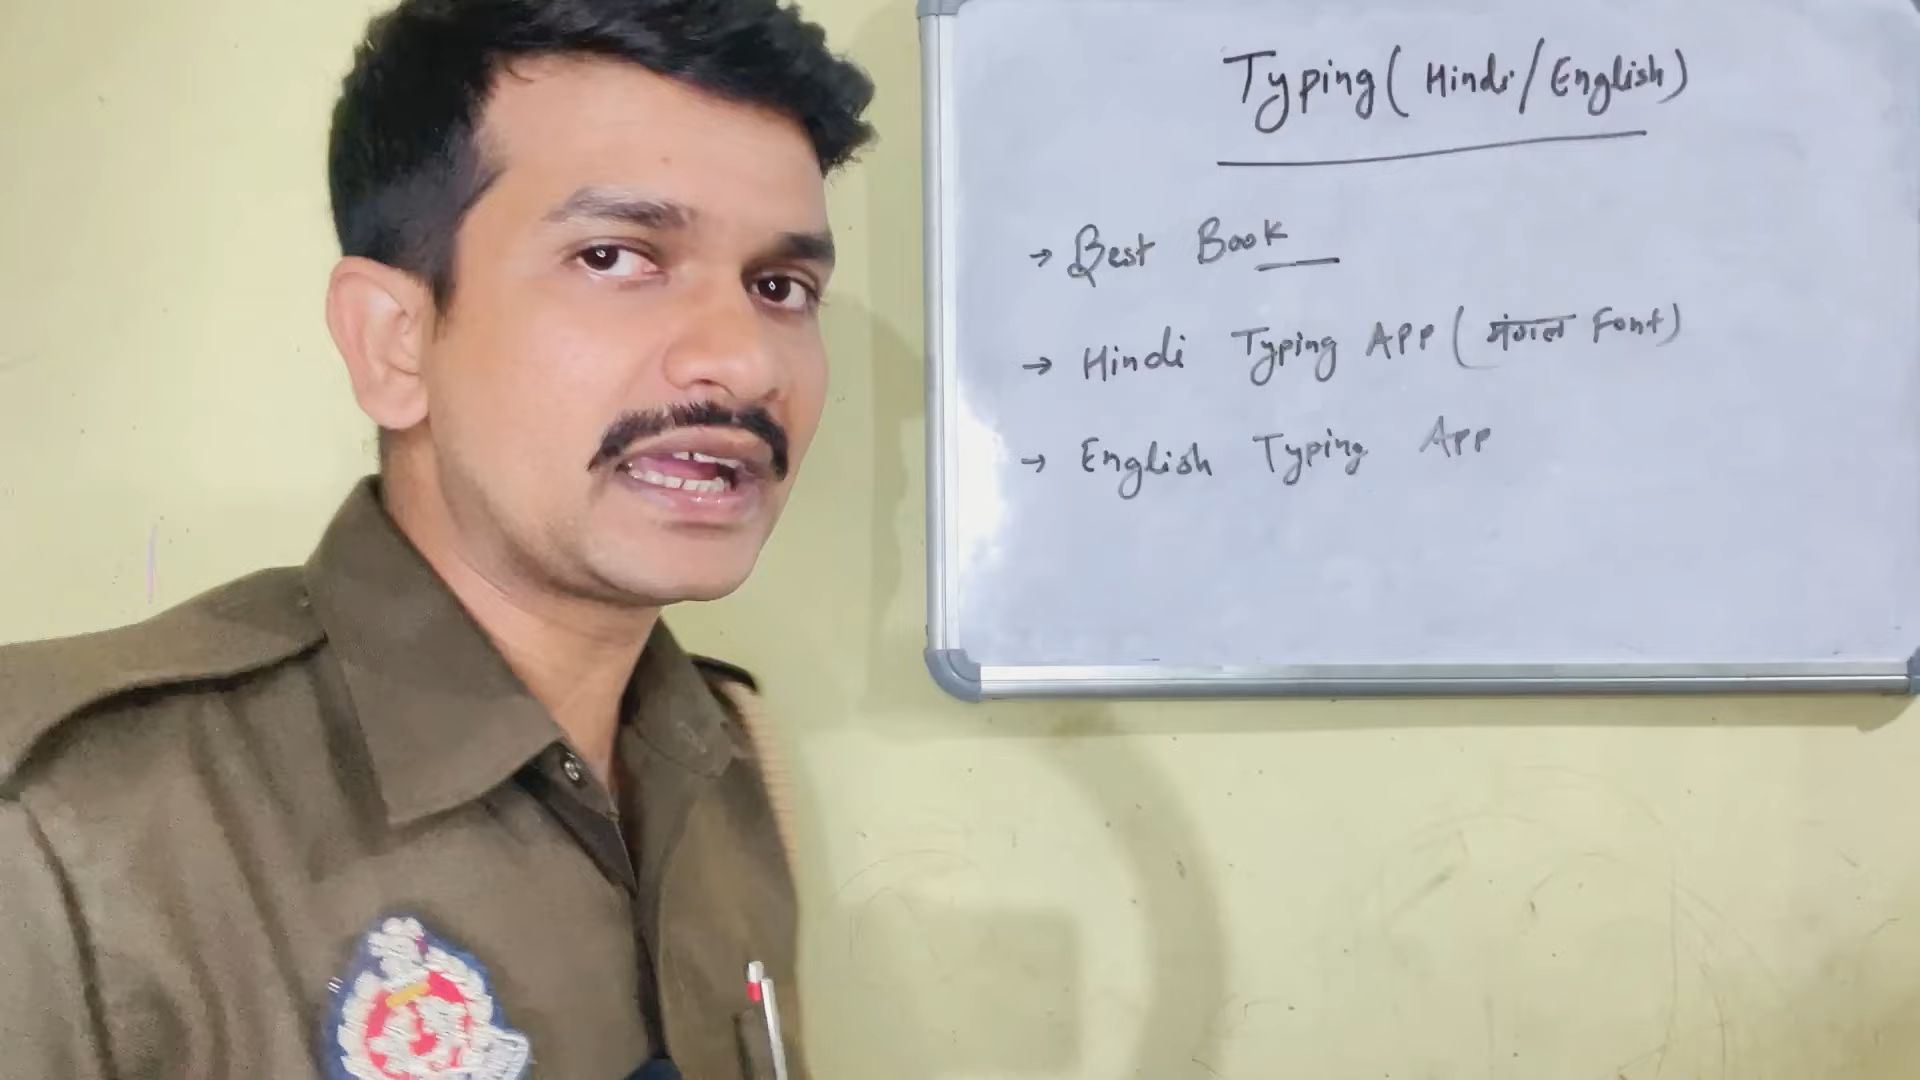 Typing ( Hindi / English )
→ Best Book
→ Hindi Typing APP ( मंगल Font )
→ English Typing App